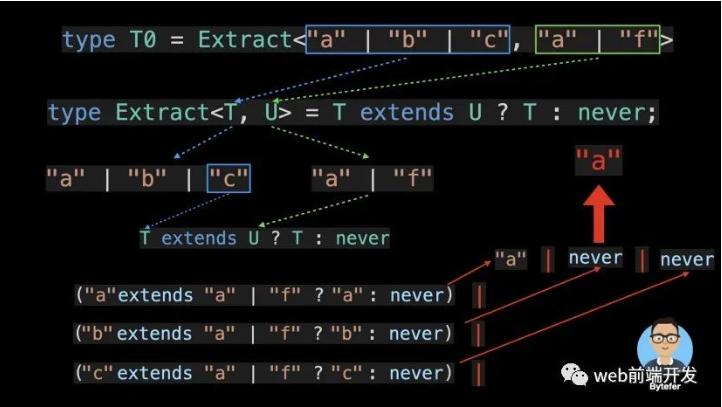 type T0 = Extract<"a" | "b" | "c", "a" | "f">
type Extract<T, U> = T extends U ? T : never;
"a"
"a" | "b" | "c" "a" | "f"
T extends U ? T : never
"a" | never | never
("a"extends "a" | "f" ? "a": never) |
("b"extends "a" | "f" ? "b": never) |
("c"extends "a" | "f" ? "c": never) |
web前端开发
Bytefer